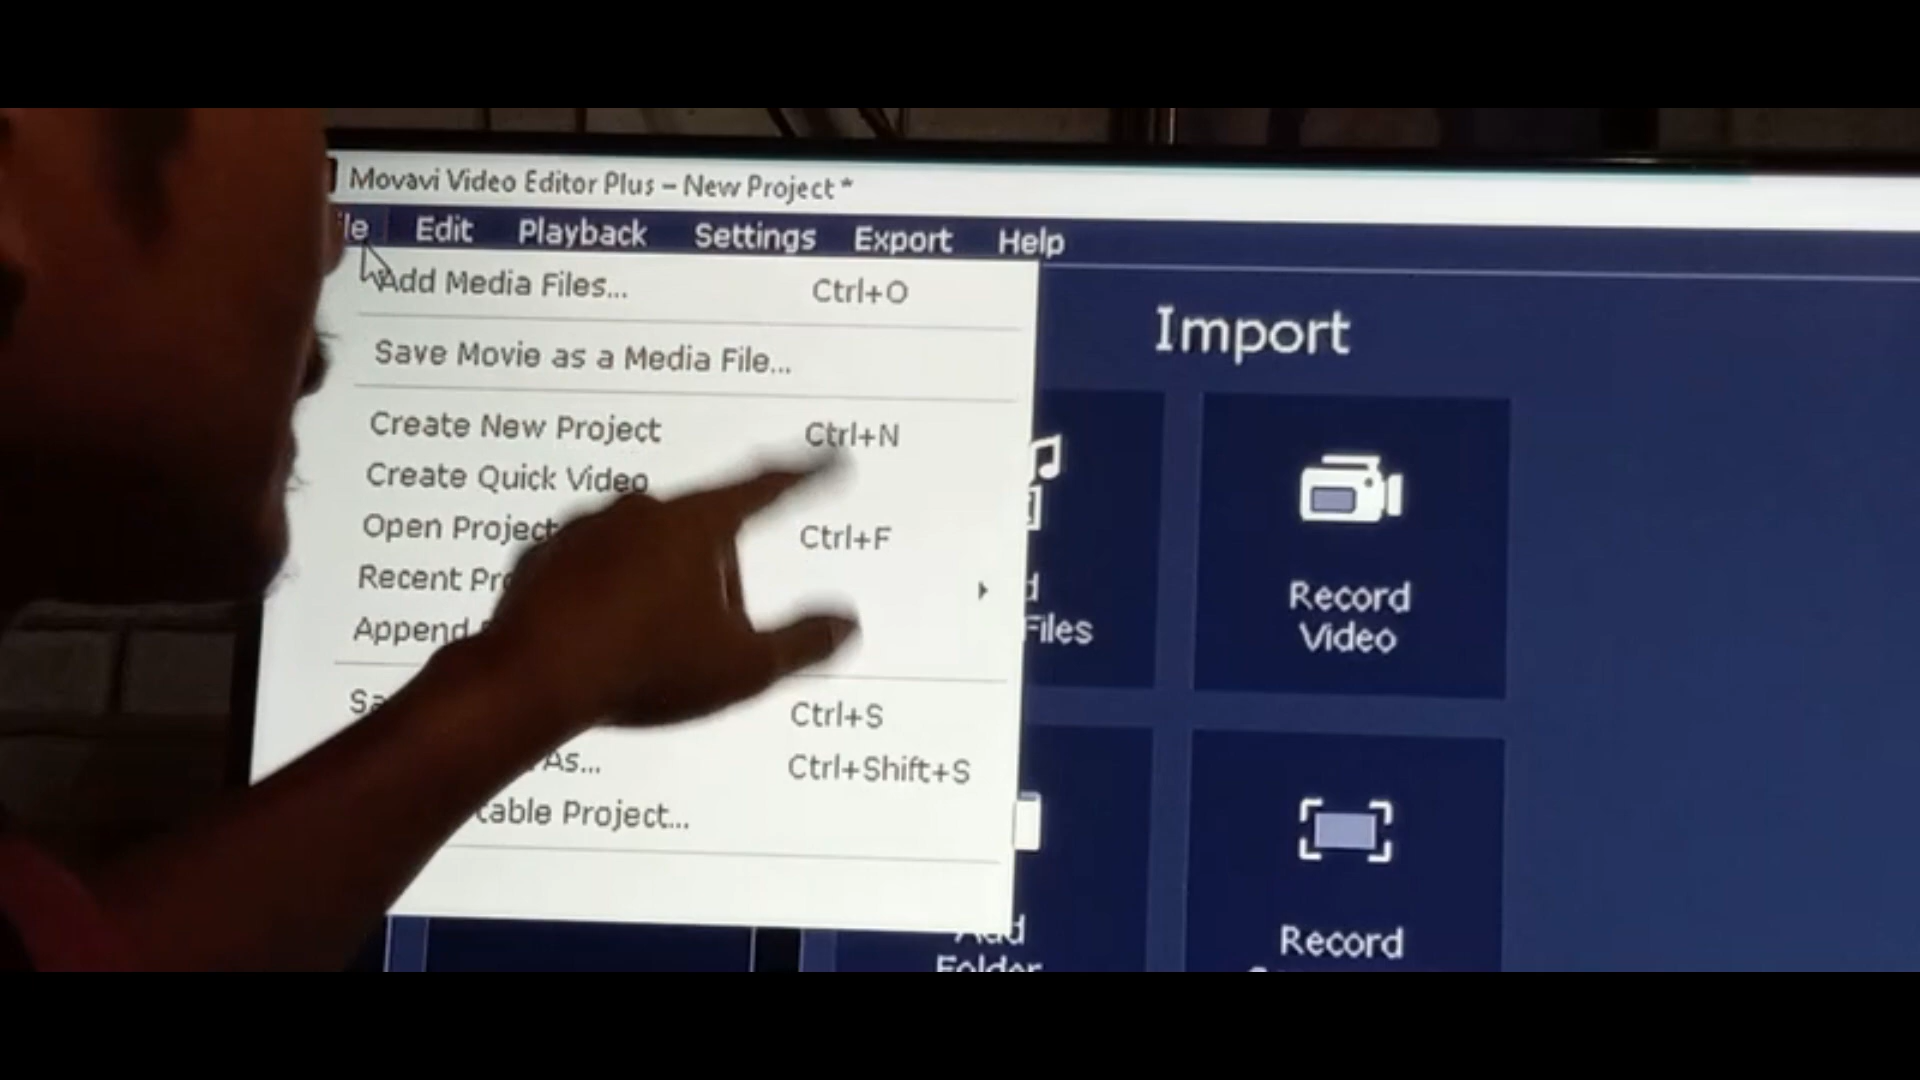 Movavi Video Editor Plus – New Project *
Edit Playback Settings Export Help
Add Media Files... Ctrl+O
Save Movie as a Media File...
Create New Project Ctrl+N
Create Quick Video
Open Project Ctrl+F
Recent
Append
Ctrl+S
As... Ctrl+Shift+S
Project...
Import
Files
Record
Video
Add
Folder
Record